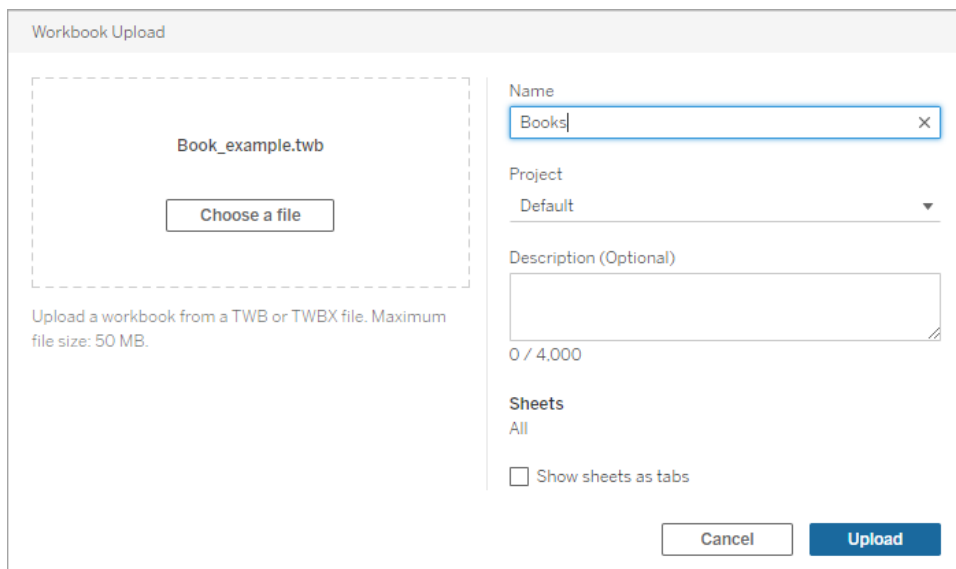 Workbook Upload
Book_example.twb
Choose a file
Upload a workbook from a TWB or TWBX file. Maximum
file size: 50 MB.
Name
Books
Project
Default
Description (Optional)
0 / 4,000
Sheets
All
Show sheets as tabs
Cancel
Upload